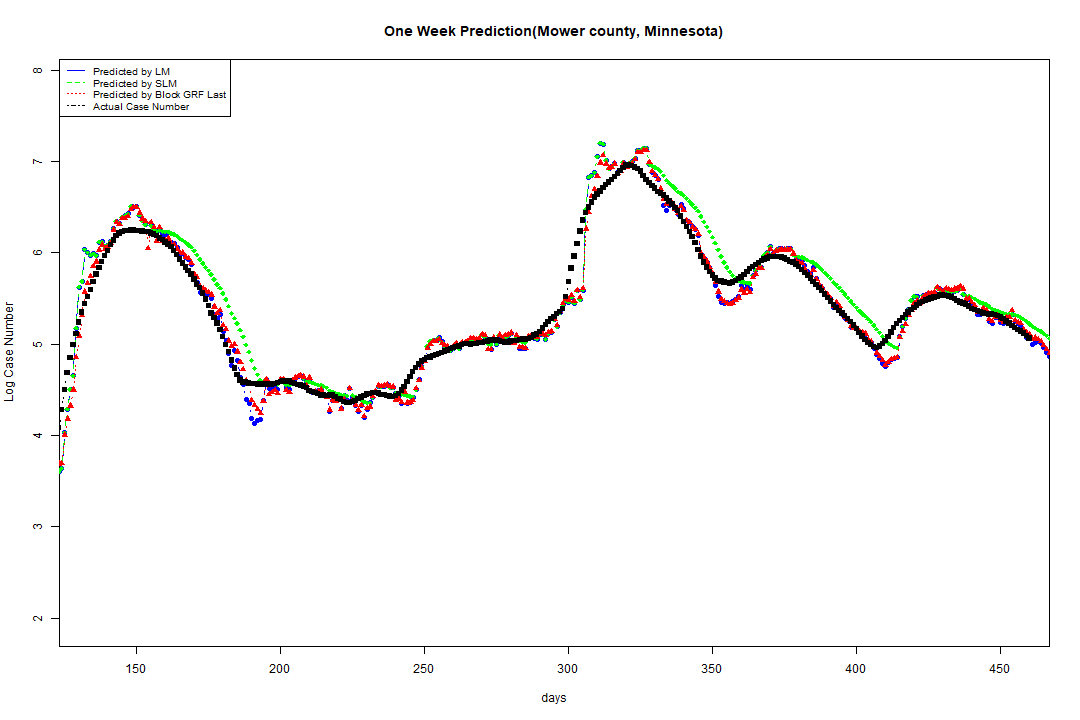 One Week Prediction(Mower county, Minnesota)
Predicted by LM
Predicted by SLM
Predicted by Block GRF Last
Actual Case Number
8
7
6
5
4
3
2
Log Case Number
150 200 250 300 350 400 450
days